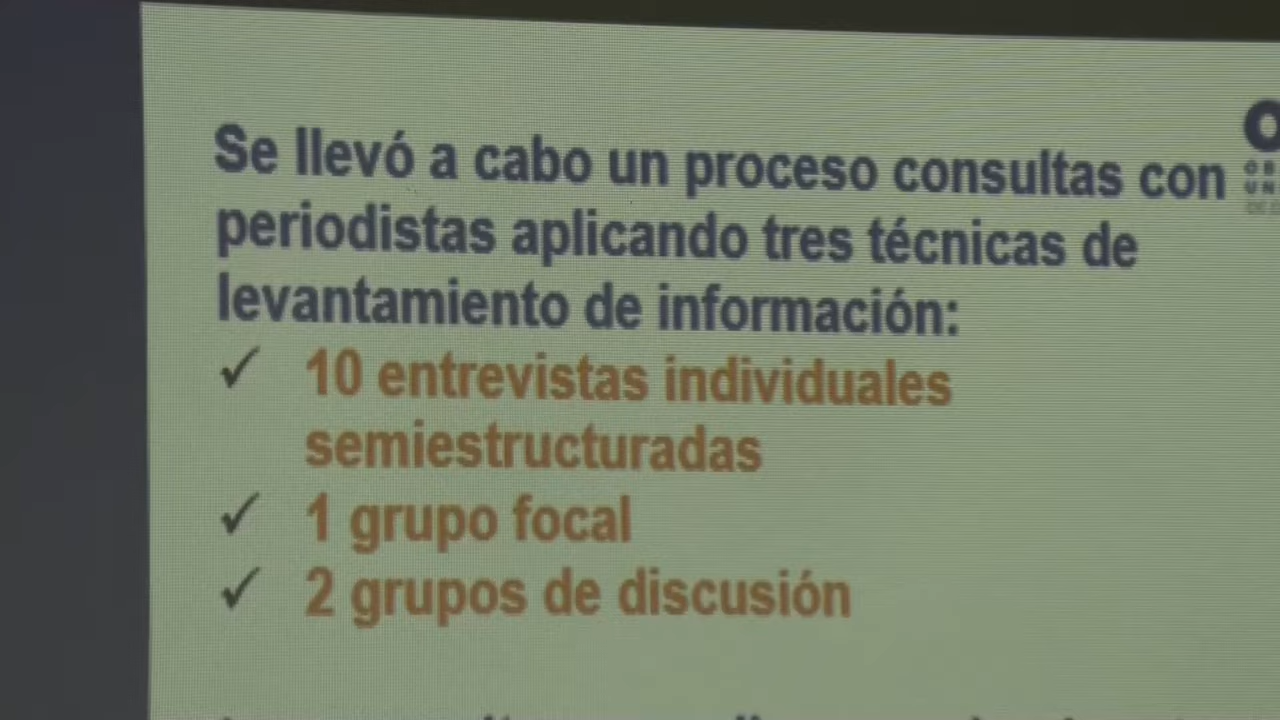 Se llevó a cabo un proceso consultas con
periodistas aplicando tres técnicas de
levantamiento de información:
✓ 10 entrevistas individuales
semiestructuradas
✓ 1 grupo focal
✓ 2 grupos de discusión